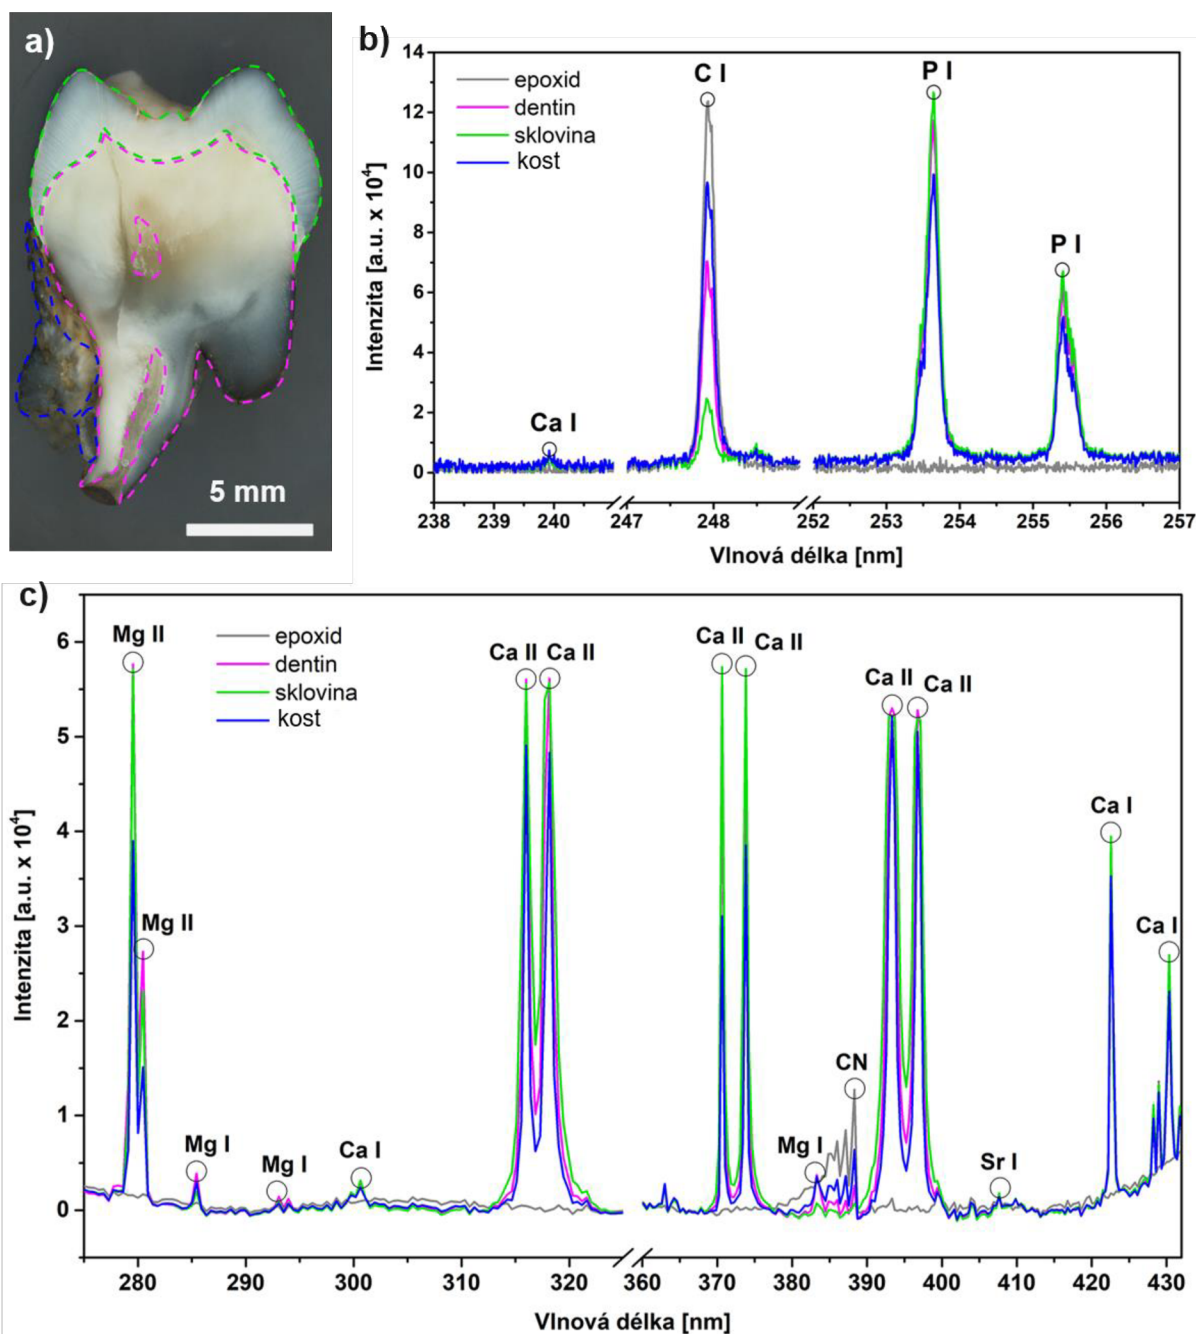 a)
5 mm
b)
14
12
10
8
6
4
2
0
Intenzita [a.u. x 10⁴]
epoxid
dentin
sklovina
kost
C I
P I
P I
Ca I
238 239 240 247 248 252 253 254 255 256 257
Vlnová délka [nm]
c)
6
5
4
3
2
1
0
Intenzita [a.u. x 10⁴]
epoxid
dentin
sklovina
kost
Mg II
Mg II
Mg I
Mg I
Ca I
Ca II Ca II
Ca II Ca II
Mg I
CN
Ca II Ca II
Sr I
Ca I
Ca I
280 290 300 310 320 360 370 380 390 400 410 420 430
Vlnová délka [nm]